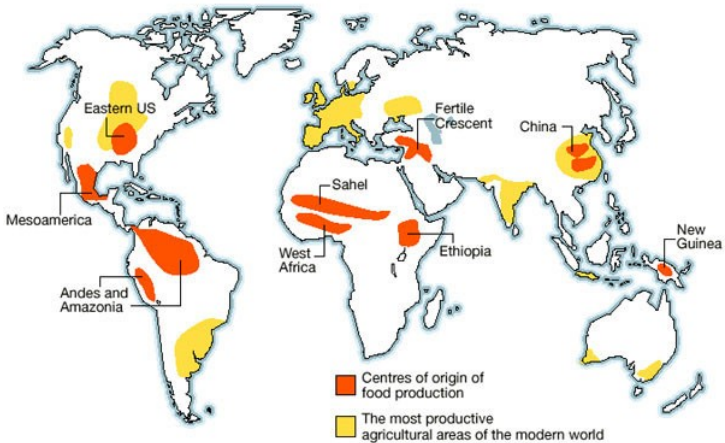 Eastern US
Fertile
Crescent
China
Sahel
Mesoamerica
West
Africa
Ethiopia
New
Guinea
Andes and
Amazonia
Centres of origin of
food production
The most productive
agricultural areas of the modern world